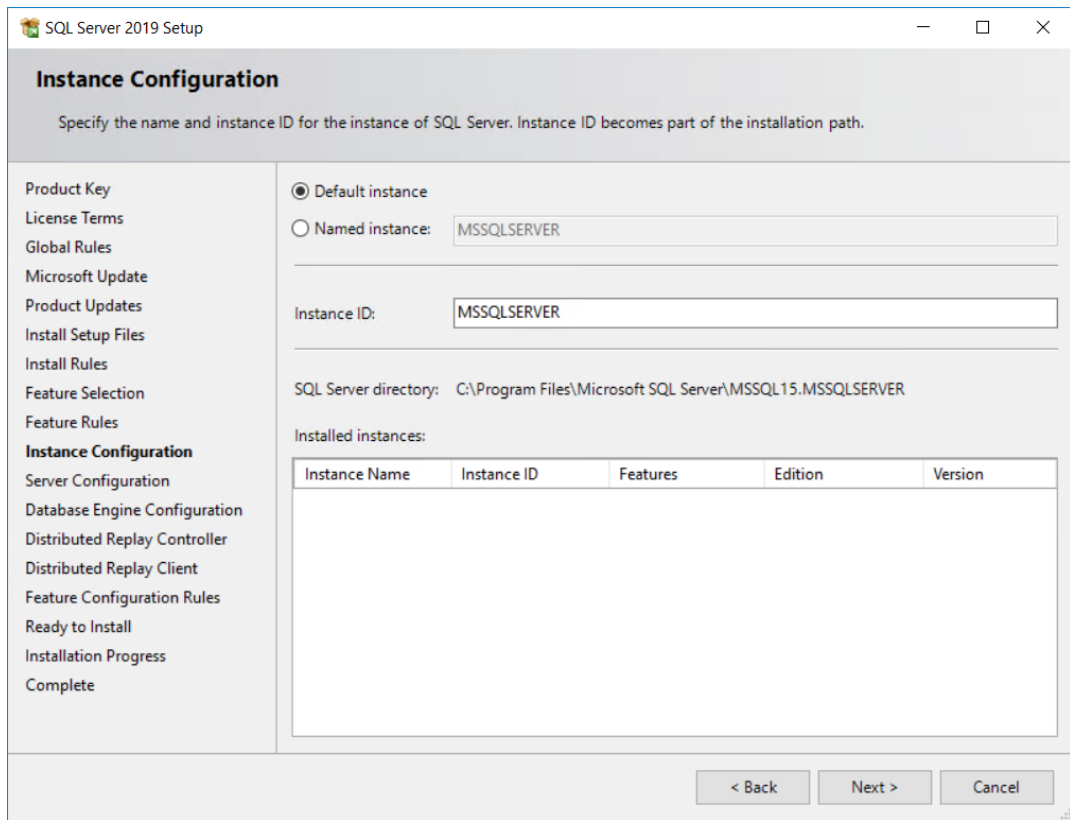 SQL Server 2019 Setup
Instance Configuration
Specify the name and instance ID for the instance of SQL Server. Instance ID becomes part of the installation path.
Product Key
License Terms
Global Rules
Microsoft Update
Product Updates
Install Setup Files
Install Rules
Feature Selection
Feature Rules
Instance Configuration
Server Configuration
Database Engine Configuration
Distributed Replay Controller
Distributed Replay Client
Feature Configuration Rules
Ready to Install
Installation Progress
Complete
Default instance
Named instance: MSSQLSERVER
Instance ID: MSSQLSERVER
SQL Server directory: C:\Program Files\Microsoft SQL Server\MSSQL15.MSSQLSERVER
Installed instances:
Instance Name Instance ID Features Edition Version
< Back Next > Cancel